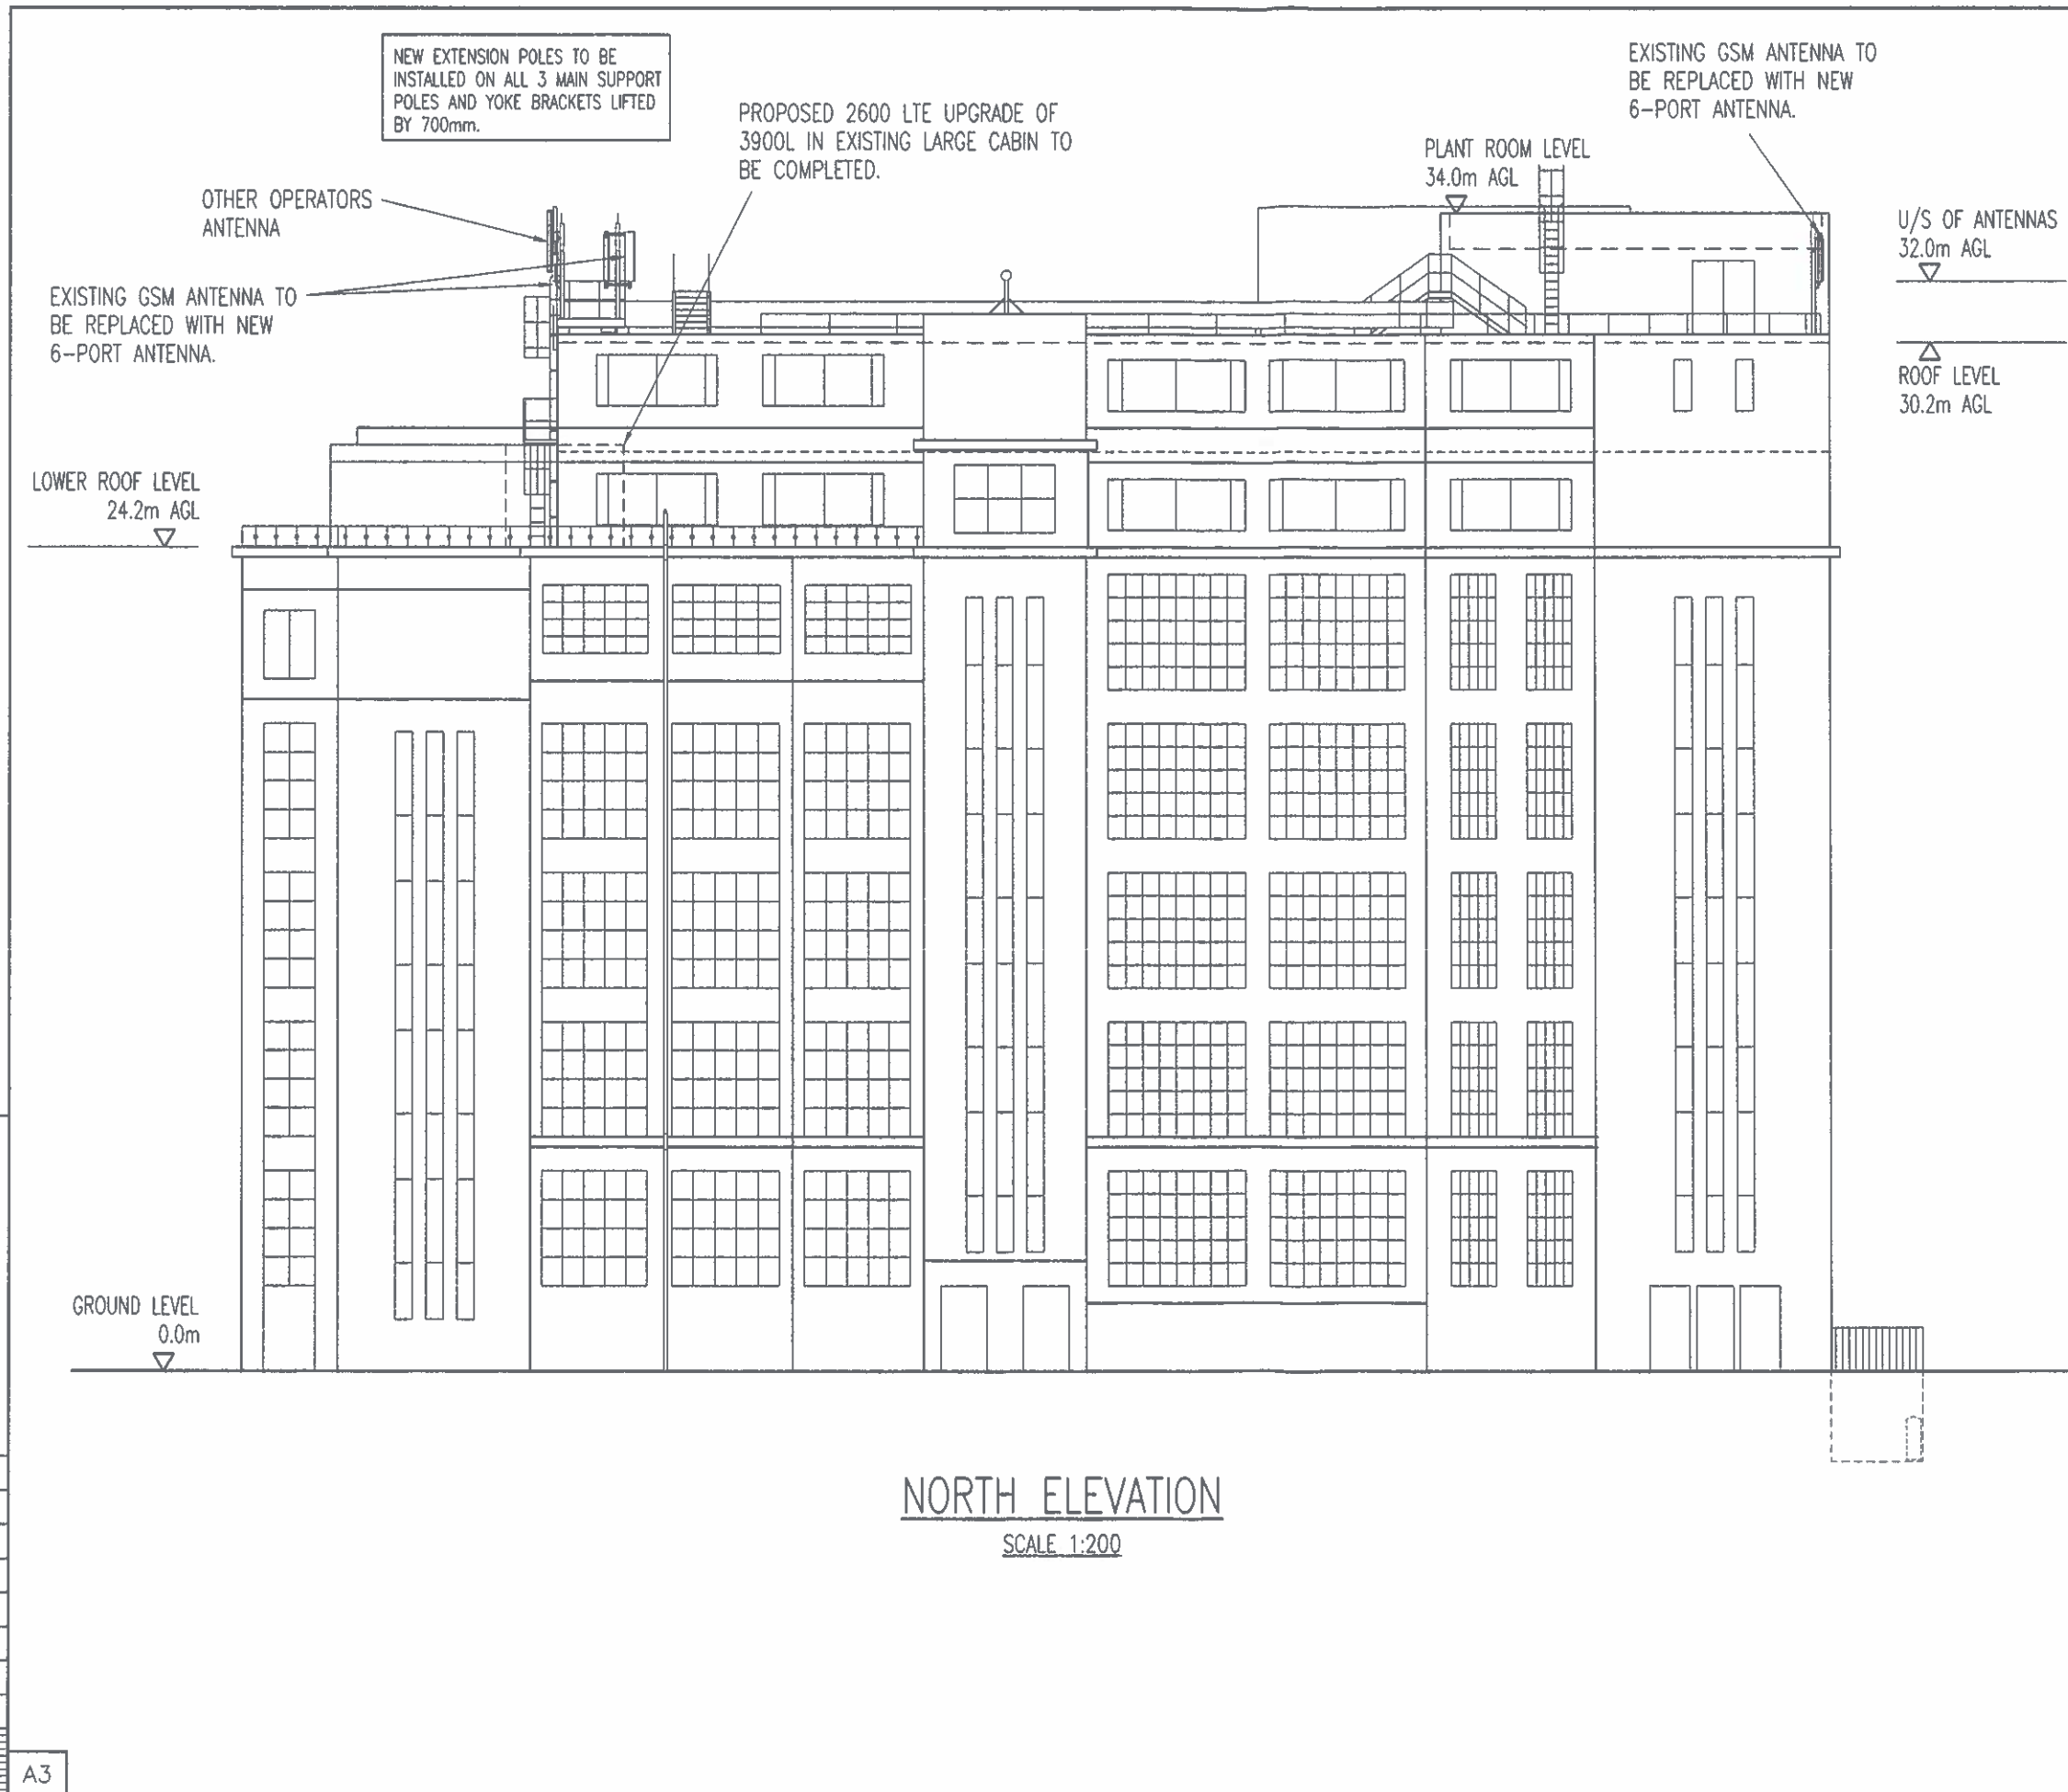 NEW EXTENSION POLES TO BE
INSTALLED ON ALL 3 MAIN SUPPORT
POLES AND YOKE BRACKETS LIFTED
BY 700mm.
PROPOSED 2600 LTE UPGRADE OF
3900L IN EXISTING LARGE CABIN TO
BE COMPLETED.
EXISTING GSM ANTENNA TO
BE REPLACED WITH NEW
6-PORT ANTENNA.
PLANT ROOM LEVEL
34.0m AGL
OTHER OPERATORS
ANTENNA
U/S OF ANTENNAS
32.0m AGL
EXISTING GSM ANTENNA TO
BE REPLACED WITH NEW
6-PORT ANTENNA.
ROOF LEVEL
30.2m AGL
LOWER ROOF LEVEL
24.2m AGL
GROUND LEVEL
0.0m
NORTH ELEVATION
SCALE 1:200
A3